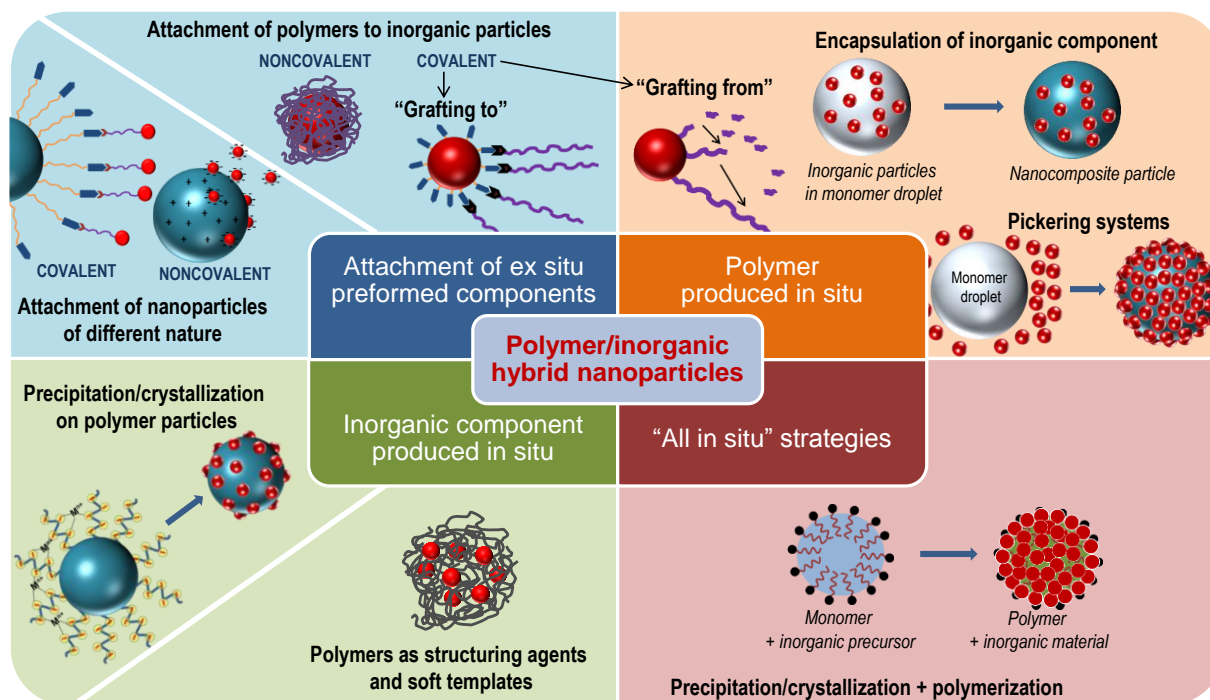 Attachment of polymers to inorganic particles
NONCOVALENT
COVALENT
"Grafting to"
COVALENT
NONCOVALENT
Attachment of nanoparticles
of different nature
Attachment of ex situ
preformed components
"Grafting from"
Encapsulation of inorganic component
Inorganic particles
in monomer droplet
Nanocomposite particle
Pickering systems
Monomer
droplet
Polymer
produced in situ
Polymer/inorganic
hybrid nanoparticles
Precipitation/crystallization
on polymer particles
Inorganic component
produced in situ
Polymers as structuring agents
and soft templates
"All in situ" strategies
Monomer
+ inorganic precursor
Polymer
+ inorganic material
Precipitation/crystallization + polymerization